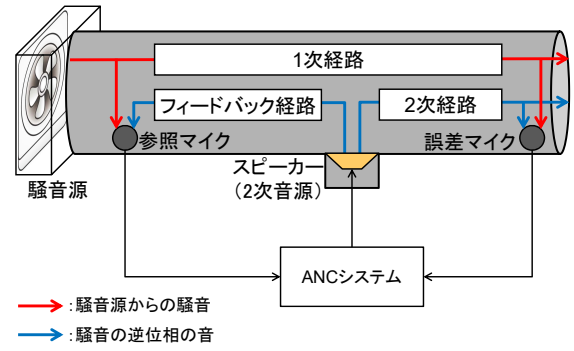 1次経路
フィードバック経路
2次経路
参照マイク
誤差マイク
スピーカー
(2次音源)
騒音源
ANCシステム
:騒音源からの騒音
:騒音の逆位相の音